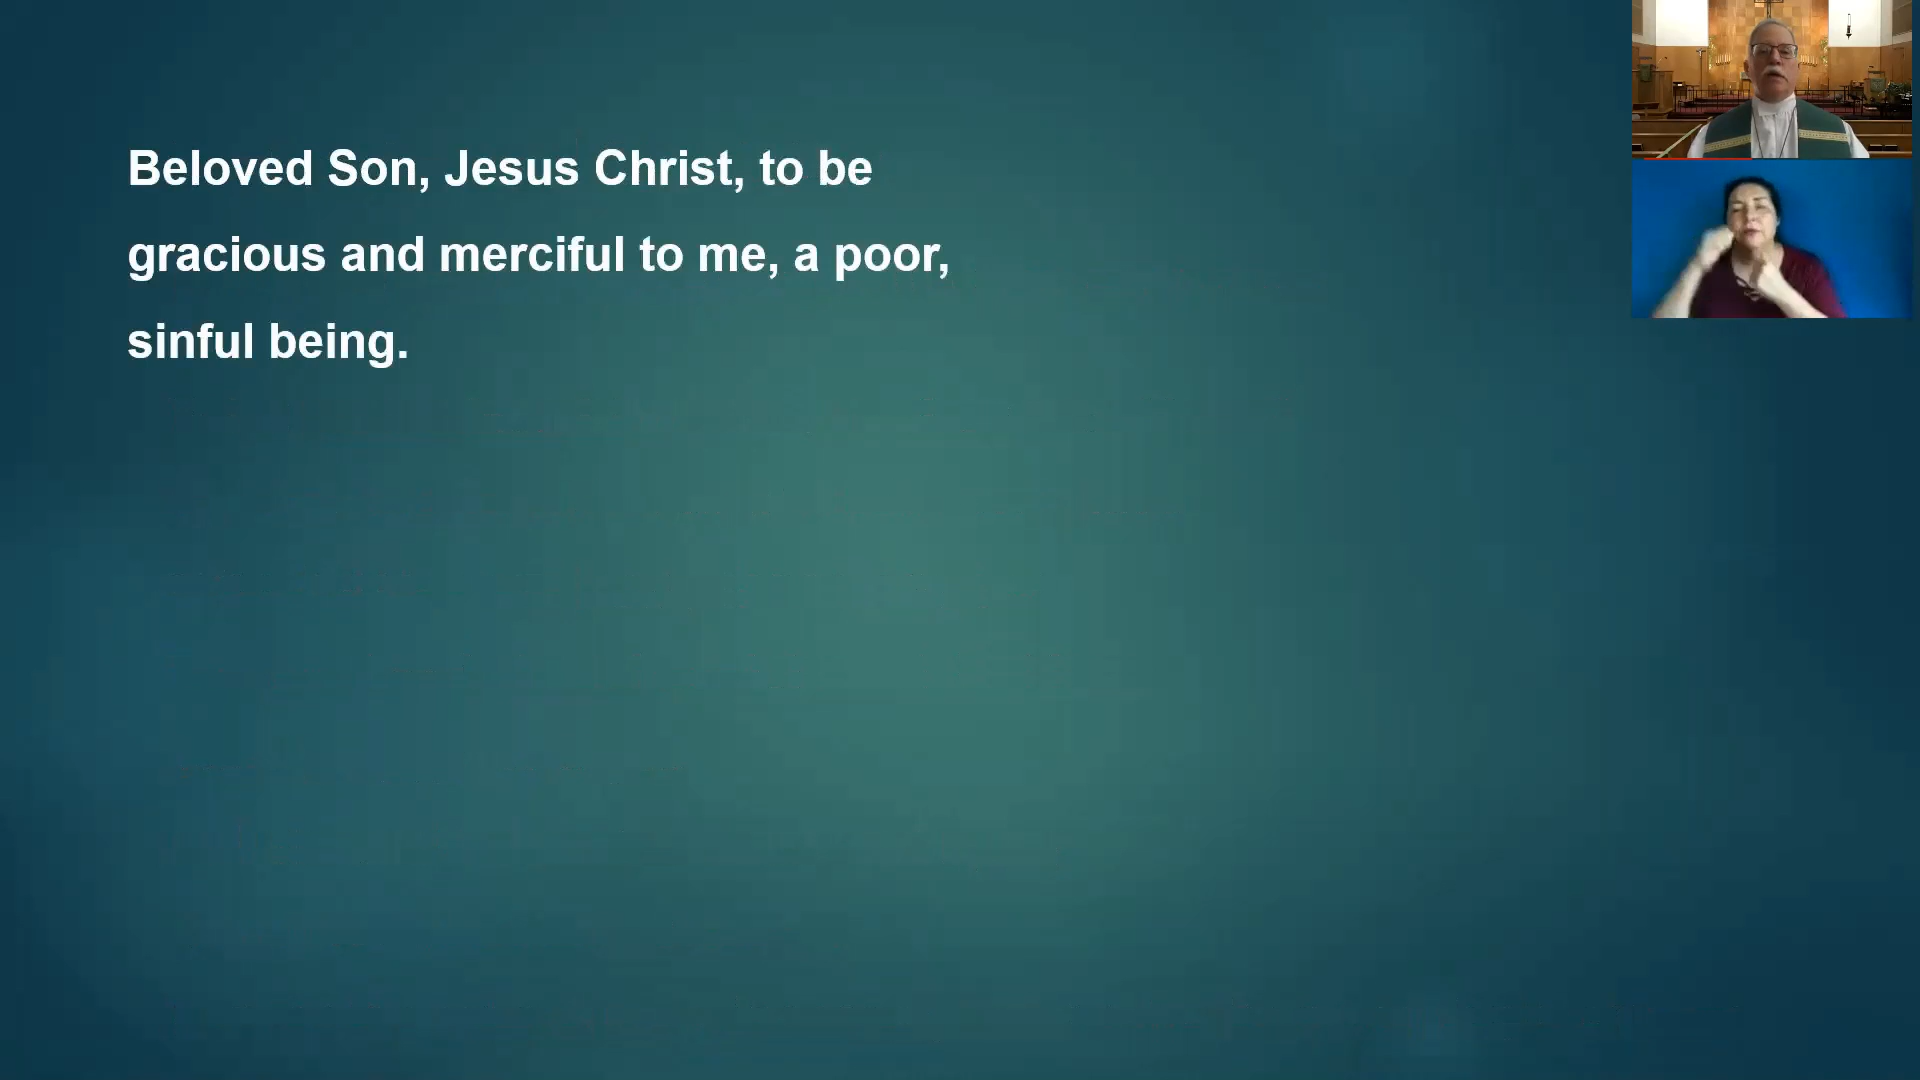 Beloved Son, Jesus Christ, to be
gracious and merciful to me, a poor,
sinful being.